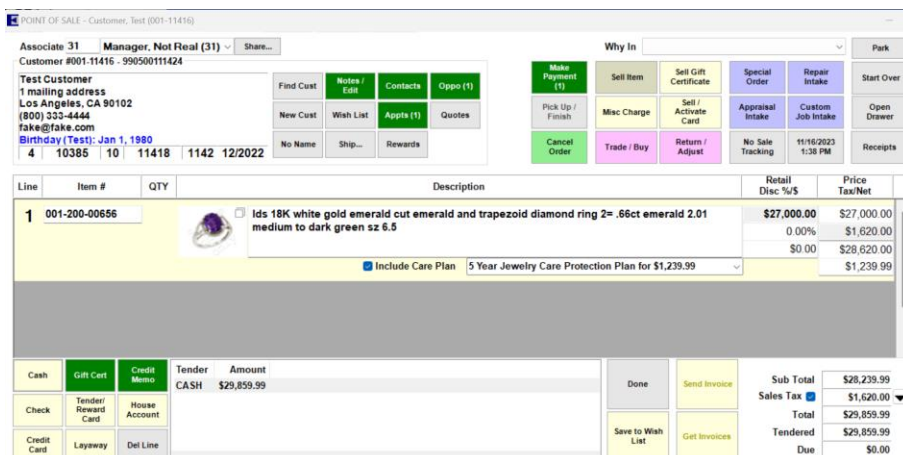 POINT OF SALE - Customer, Test (001-11416)
Associate 31 Manager, Not Real (31) Share... Why In Park
Customer #001-11416 - 990500111424
Test Customer
1 mailing address
Los Angeles, CA 90102
(800) 333-4444
fake@fake.com
Birthday (Test): Jan 1, 1980
4 10385 10 11418 1142 12/2022
Find Cust Notes / Edit Contacts Oppo (1)
New Cust Wish List Appts (1) Quotes
No Name Ship... Rewards
Make Payment (1) Sell Item Sell Gift Certificate Special Order Repair Intake Start Over
Pick Up / Finish Misc Charge Sell / Activate Card Appraisal Intake Custom Job Intake Open Drawer
Cancel Order Trade / Buy Return / Adjust No Sale Tracking 11/16/2023 1:38 PM Receipts
Line Item # QTY Description Retail Disc %/$ Price Tax/Net
1 001-200-00656 lds 18K white gold emerald cut emerald and trapezoid diamond ring 2= .66ct emerald 2.01 $27,000.00 $27,000.00
medium to dark green sz 6.5 0.00% $1,620.00
$0.00 $28,620.00
Include Care Plan 5 Year Jewelry Care Protection Plan for $1,239.99 $1,239.99
Cash Gift Cert Credit Memo
Check Tender/ Reward Card House Account
Credit Card Layaway Del Line
Tender Amount
CASH $29,859.99
Done Send Invoice
Save to Wish List Get Invoices
Sub Total $28,239.99
Sales Tax $1,620.00
Total $29,859.99
Tendered $29,859.99
Due $0.00